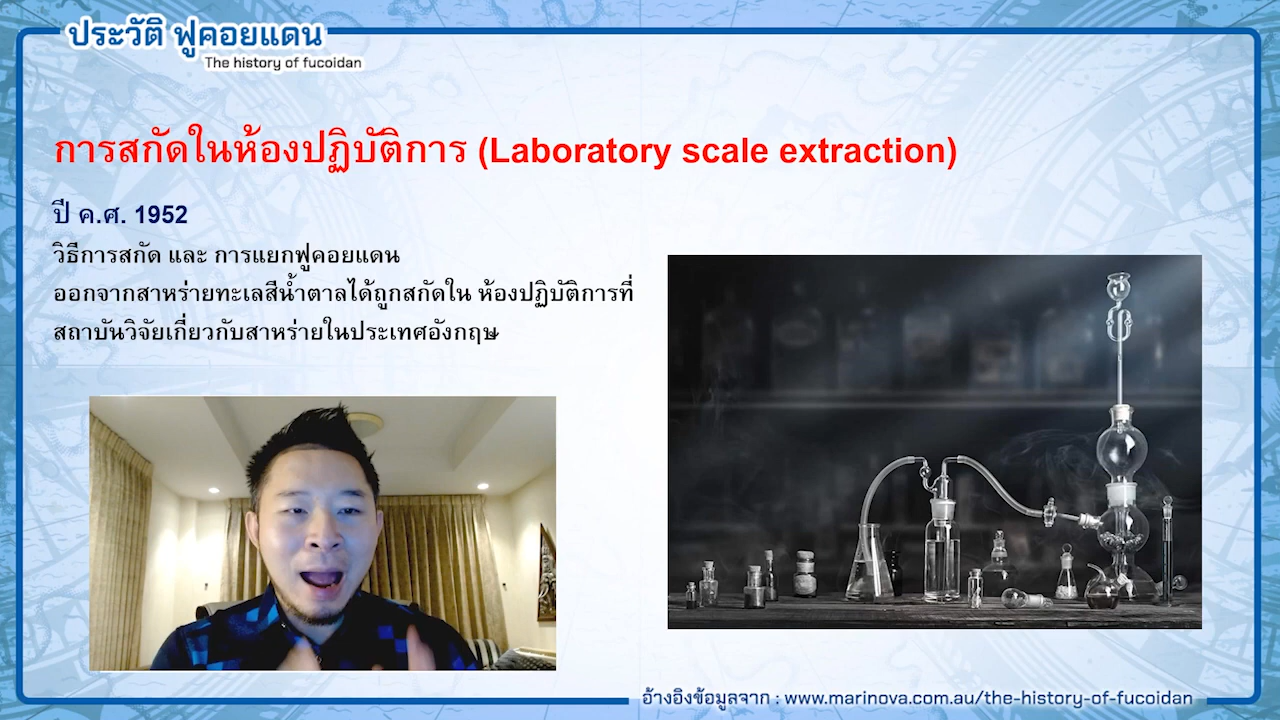 ประวัติ ฟูคอยแดน
The history of fucoidan
การสกัดในห้องปฏิบัติการ (Laboratory scale extraction)
ปี ค.ศ. 1952
วิธีการสกัด และ การแยกฟูคอยแดน
ออกจากสาหร่ายทะเลสีน้ำตาลได้ถูกสกัดใน ห้องปฏิบัติการที่
สถาบันวิจัยเกี่ยวกับสาหร่ายในประเทศอังกฤษ
อ้างอิงข้อมูลจาก : www.marinova.com.au/the-history-of-fucoidan